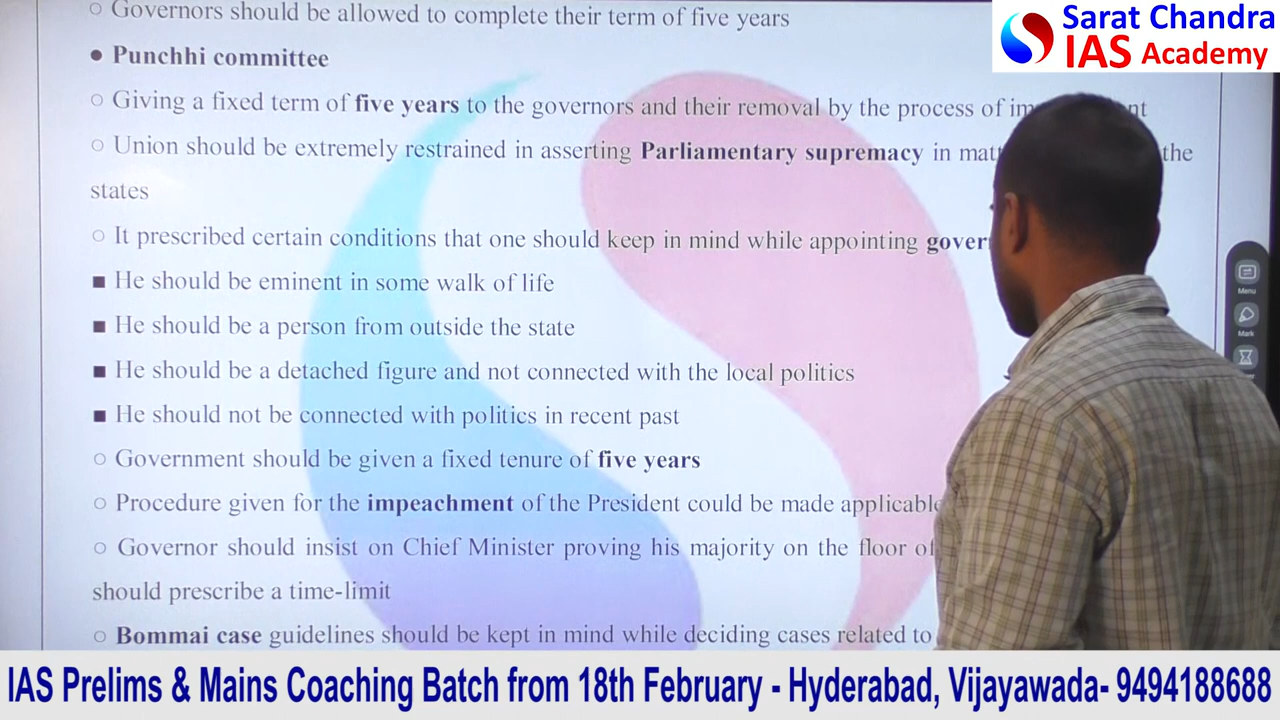 ○ Governors should be allowed to complete their term of five years
● Punchhi committee
○ Giving a fixed term of five years to the governors and their removal by the process of
○ Union should be extremely restrained in asserting Parliamentary supremacy in the
states
○ It prescribed certain conditions that one should keep in mind while appointing
■ He should be eminent in some walk of life
■ He should be a person from outside the state
■ He should be a detached figure and not connected with the local politics
■ He should not be connected with politics in recent past
○ Government should be given a fixed tenure of five years
○ Procedure given for the impeachment of the President could be made
○ Governor should insist on Chief Minister proving his majority on the floor of
should prescribe a time-limit
○ Bommai case guidelines should be kept in mind while deciding cases related to
Sarat Chandra
IAS Academy
Menu
Mark
IAS Prelims & Mains Coaching Batch from 18th February - Hyderabad, Vijayawada- 9494188688